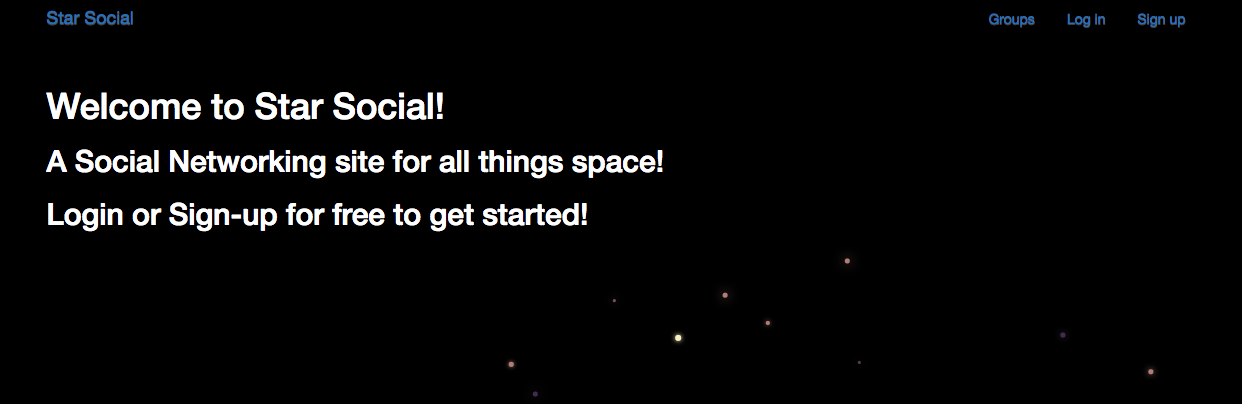 Star Social
Groups Log in Sign up
Welcome to Star Social!
A Social Networking site for all things space!
Login or Sign-up for free to get started!